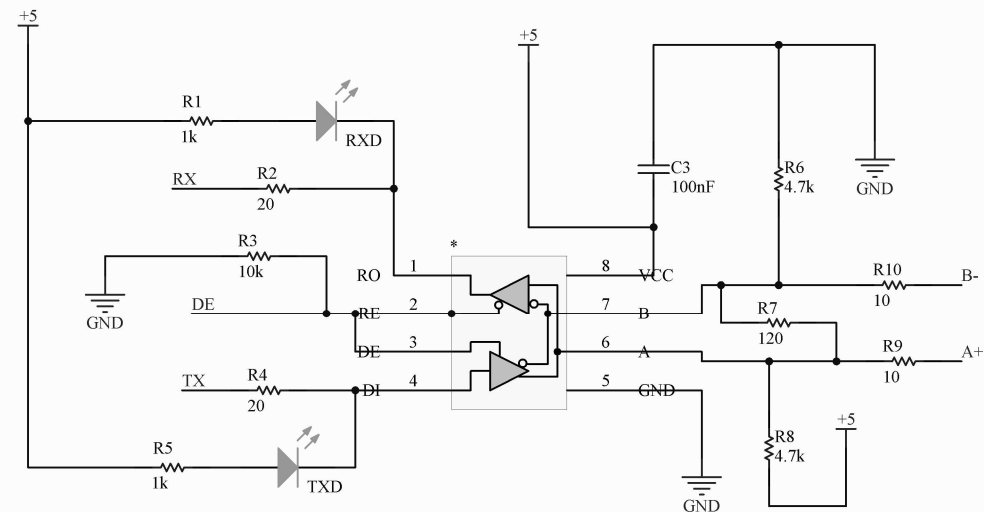 +5
+5
R1
1k
RXD
C3
100nF
R6
4.7k
GND
RX
R2
20
R3
10k
*
RO
1
8
VCC
R10
10
B-
GND
DE
RE
2
7
B
R7
120
DE
3
6
A
R9
10
A+
TX
R4
20
DI
4
5
GND
+5
R5
1k
TXD
R8
4.7k
GND